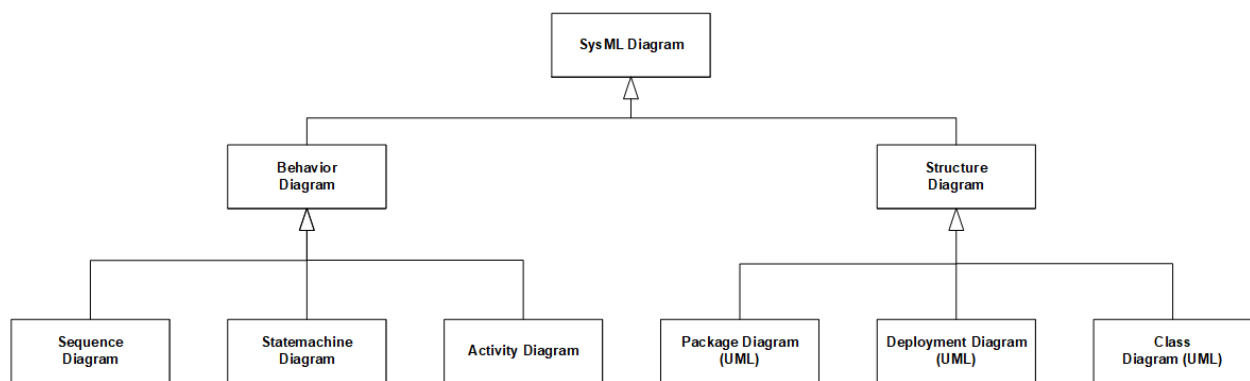 SysML Diagram
Behavior
Diagram
Structure
Diagram
Sequence
Diagram
Statemachine
Diagram
Activity Diagram
Package Diagram
(UML)
Deployment Diagram
(UML)
Class
Diagram (UML)